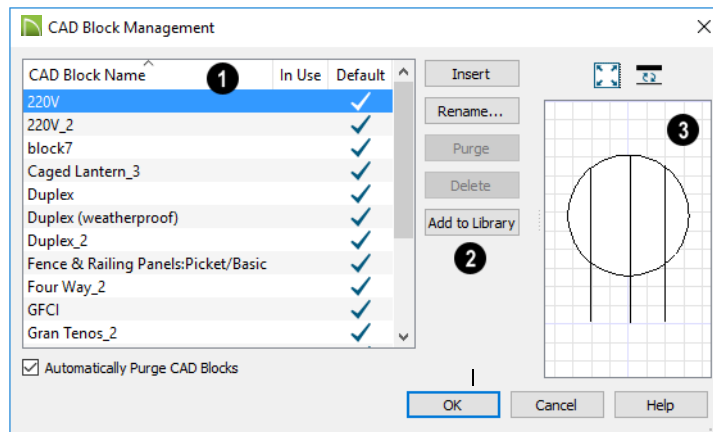 CAD Block Management
CAD Block Name 1 In Use Default
220V
220V_2
block7
Caged Lantern_3
Duplex
Duplex (weatherproof)
Duplex_2
Fence & Railing Panels:Picket/Basic
Four Way_2
GFCI
Gran Tenos_2
Automatically Purge CAD Blocks
Insert
Rename...
Purge
Delete
Add to Library
2
3
OK Cancel Help